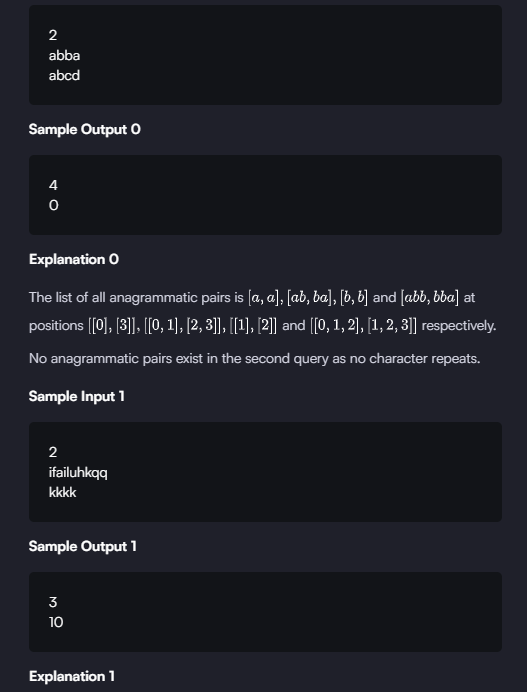 2
abba
abcd
Sample Output 0
4
0
Explanation 0
The list of all anagrammatic pairs is [a, a], [ab, ba], [b, b] and [abb, bba] at
positions [[0], [3]], [[0, 1], [2, 3]], [[1], [2]] and [[0, 1, 2], [1, 2, 3]] respectively.
No anagrammatic pairs exist in the second query as no character repeats.
Sample Input 1
2
ifailuhkqq
kkkk
Sample Output 1
3
10
Explanation 1